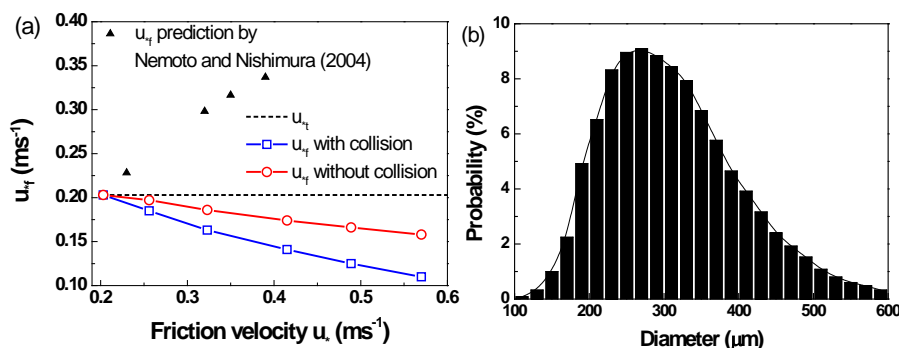 (a)
u*f prediction by
Nemoto and Nishimura (2004)
u*t
u*f with collision
u*f without collision
u*f (ms-1)
0.40
0.35
0.30
0.25
0.20
0.15
0.10
0.2 0.3 0.4 0.5 0.6
Friction velocity u* (ms-1)
(b)
Probability (%)
10
8
6
4
2
0
100 200 300 400 500 600
Diameter (μm)